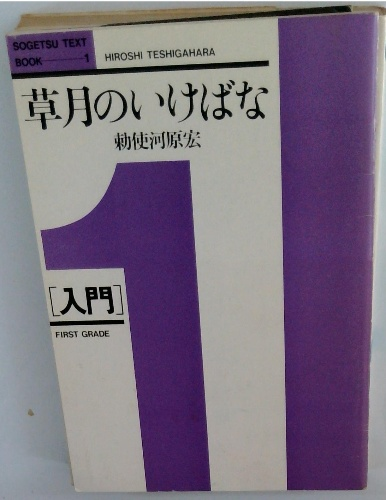 SOGETSU TEXT
BOOK——1
HIROSHI TESHIGAHARA
草月のいけばな
勅使河原宏
1
[入門]
FIRST GRADE